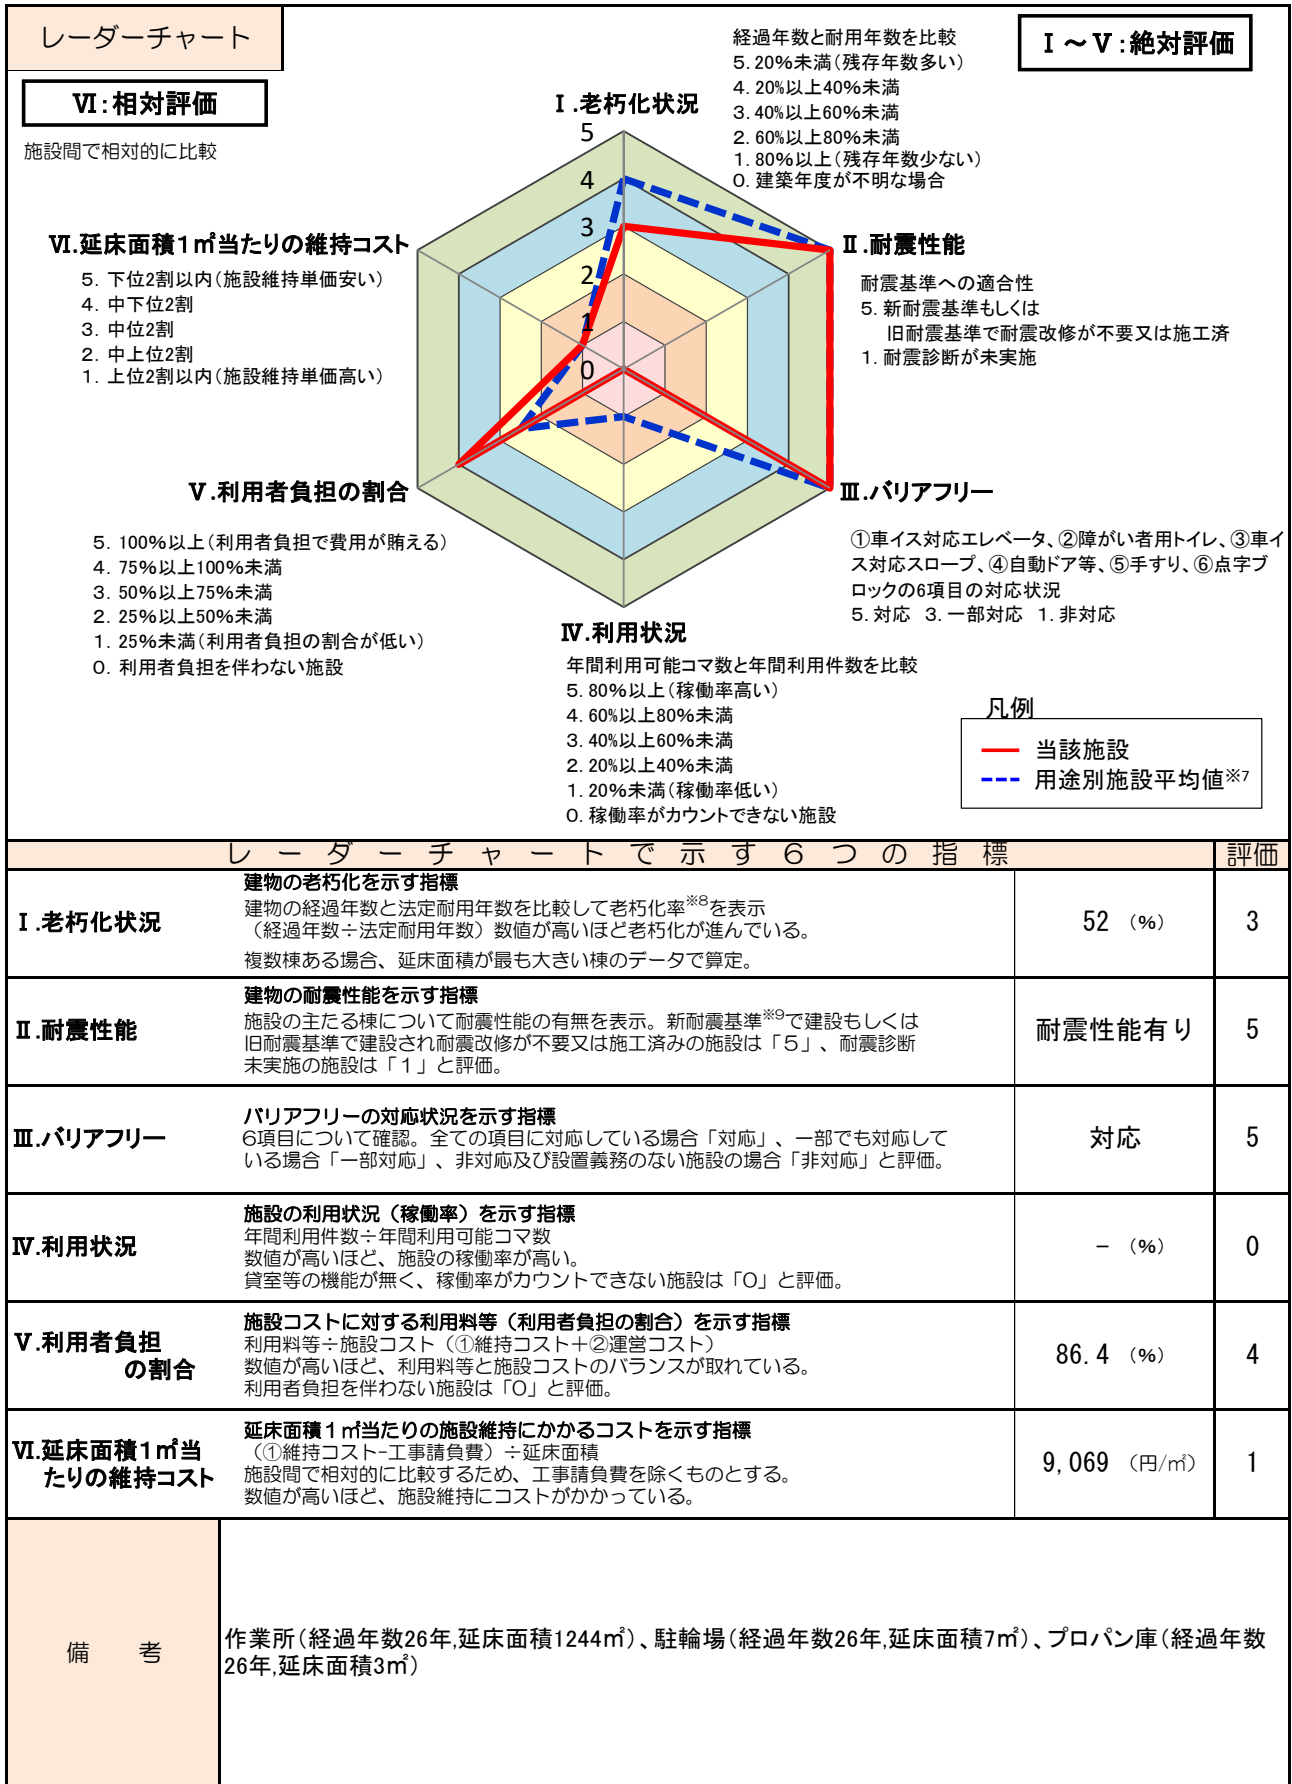 レーダーチャート
Ⅰ～Ⅴ:絶対評価
Ⅵ:相対評価
施設間で相対的に比較
Ⅰ.老朽化状況
経過年数と耐用年数を比較
5.20%未満(残存年数多い)
4.20%以上40%未満
3.40%以上60%未満
2.60%以上80%未満
1.80%以上(残存年数少ない)
0.建築年度が不明な場合
5
4
3
2
1
0
Ⅱ.耐震性能
耐震基準への適合性
5.新耐震基準もしくは
旧耐震基準で耐震改修が不要又は施工済
1.耐震診断が未実施
Ⅵ.延床面積1㎡当たりの維持コスト
5.下位2割以内(施設維持単価安い)
4.中下位2割
3.中位2割
2.中上位2割
1.上位2割以内(施設維持単価高い)
Ⅲ.バリアフリー
①車イス対応エレベータ、②障がい者用トイレ、③車イ
ス対応スロープ、④自動ドア等、⑤手すり、⑥点字ブ
ロックの6項目の対応状況
5.対応 3.一部対応 1.非対応
Ⅴ.利用者負担の割合
5.100%以上(利用者負担で費用が賄える)
4.75%以上100%未満
3.50%以上75%未満
2.25%以上50%未満
1.25%未満(利用者負担の割合が低い)
0.利用者負担を伴わない施設
Ⅳ.利用状況
年間利用可能コマ数と年間利用件数を比較
5.80%以上(稼働率高い)
4.60%以上80%未満
3.40%以上60%未満
2.20%以上40%未満
1.20%未満(稼働率低い)
0.稼働率がカウントできない施設
凡例
当該施設
用途別施設平均値※7
レーダーチャートで示す6つの指標 評価
Ⅰ.老朽化状況
建物の老朽化を示す指標
建物の経過年数と法定耐用年数を比較して老朽化率※8を表示
(経過年数÷法定耐用年数)数値が高いほど老朽化が進んでいる。
複数棟ある場合、延床面積が最も大きい棟のデータで算定。
52 (%) 3
Ⅱ.耐震性能
建物の耐震性能を示す指標
施設の主たる棟について耐震性能の有無を表示。新耐震基準※9で建設もしくは
旧耐震基準で建設され耐震改修が不要又は施工済みの施設は「5」、耐震診断
未実施の施設は「1」と評価。
耐震性能有り 5
Ⅲ.バリアフリー
バリアフリーの対応状況を示す指標
6項目について確認。全ての項目に対応している場合「対応」、一部でも対応して
いる場合「一部対応」、非対応及び設置義務のない施設の場合「非対応」と評価。
対応 5
Ⅳ.利用状況
施設の利用状況(稼働率)を示す指標
年間利用件数÷年間利用可能コマ数
数値が高いほど、施設の稼働率が高い。
貸室等の機能が無く、稼働率がカウントできない施設は「0」と評価。
- (%) 0
Ⅴ.利用者負担
の割合
施設コストに対する利用料等(利用者負担の割合)を示す指標
利用料等÷施設コスト(①維持コスト+②運営コスト)
数値が高いほど、利用料等と施設コストのバランスが取れている。
利用者負担を伴わない施設は「0」と評価。
86.4 (%) 4
Ⅵ.延床面積1㎡当
たりの維持コスト
延床面積1㎡当たりの施設維持にかかるコストを示す指標
(①維持コスト-工事請負費)÷延床面積
施設間で相対的に比較するため、工事請負費を除くものとする。
数値が高いほど、施設維持にコストがかかっている。
9,069 (円/㎡) 1
備 考
作業所(経過年数26年,延床面積1244㎡)、駐輪場(経過年数26年,延床面積7㎡)、プロパン庫(経過年数
26年,延床面積3㎡)